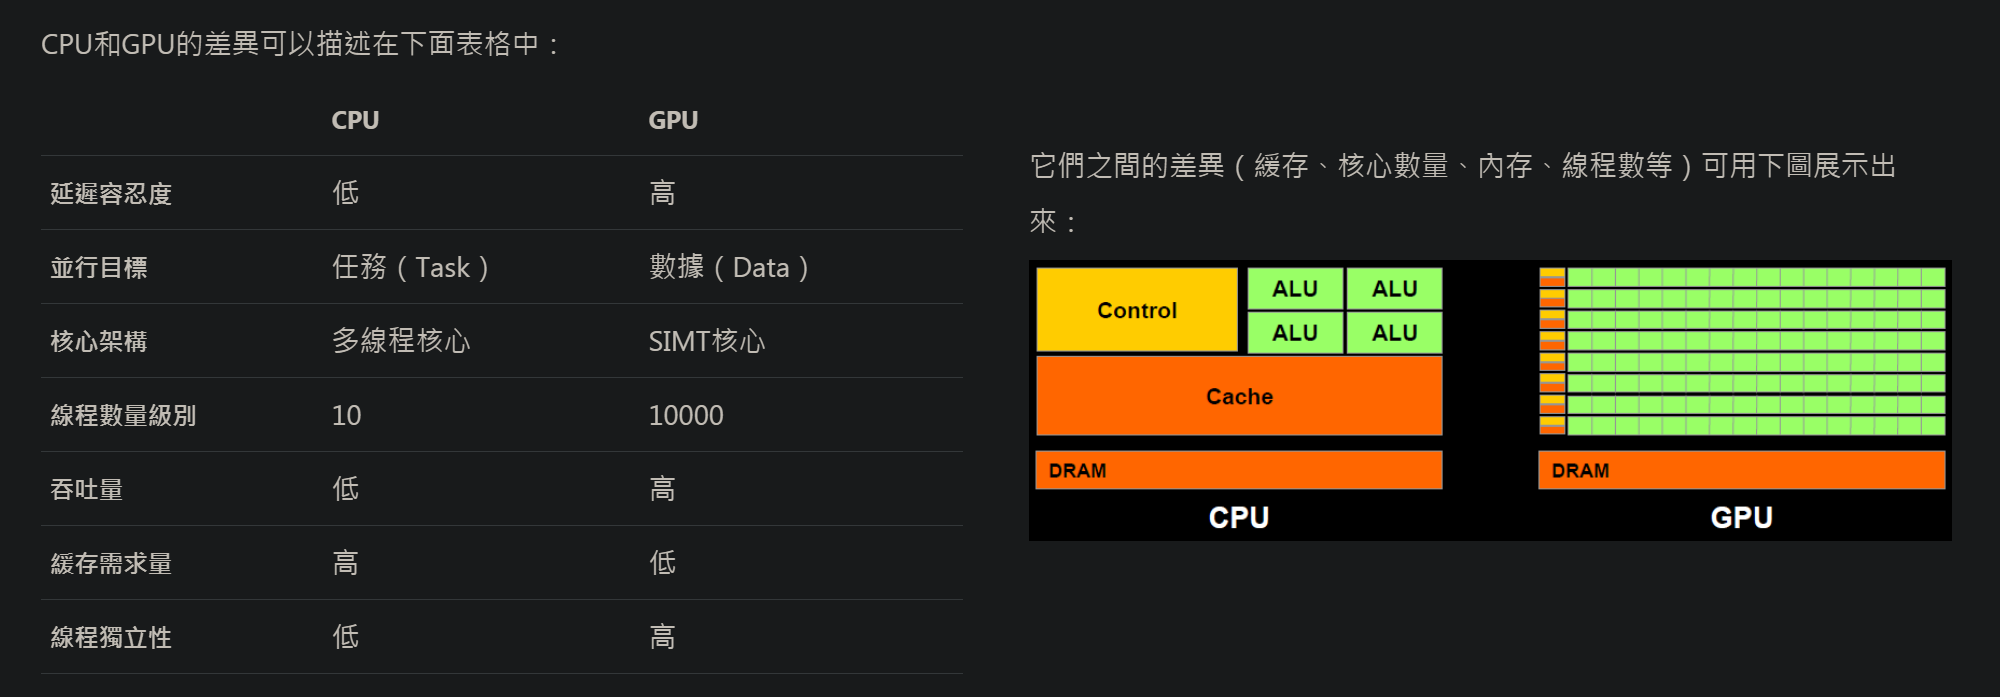 CPU和GPU的差異可以描述在下面表格中：
CPU GPU
延遲容忍度 低 高
並行目標 任務（Task） 數據（Data）
核心架構 多線程核心 SIMT核心
線程數量級別 10 10000
吞吐量 低 高
緩存需求量 高 低
線程獨立性 低 高
它們之間的差異（緩存、核心數量、內存、線程數等）可用下圖展示出
來：
Control ALU ALU
ALU ALU
Cache
DRAM
CPU
DRAM
GPU